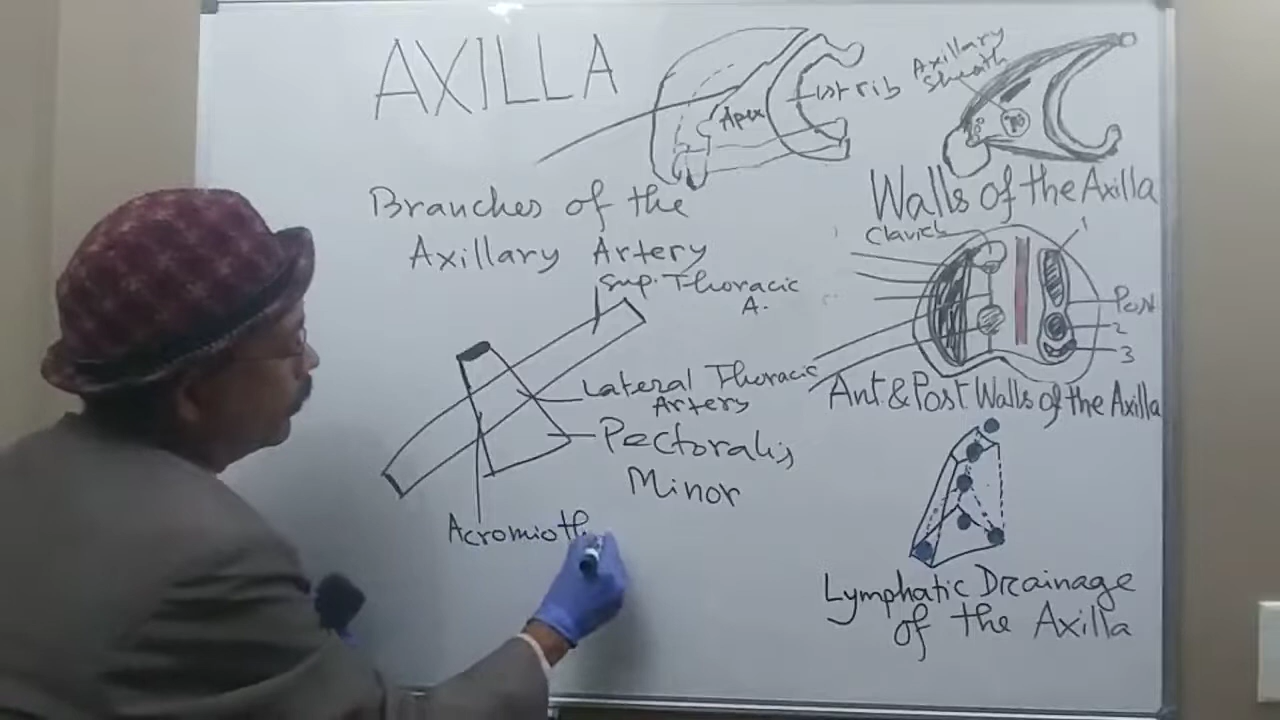 AXILLA
Apex
1st rib
Axillary
Sheath
Branches of the
Axillary Artery
Sup. Thoracic
A.
Lateral Thoracic
Artery
Pectoralis
Minor
Acromioth
Walls of the Axilla
Clavicle
1
Post
2
3
Ant. & Post. Walls of the Axilla
Lymphatic Drainage
of the Axilla